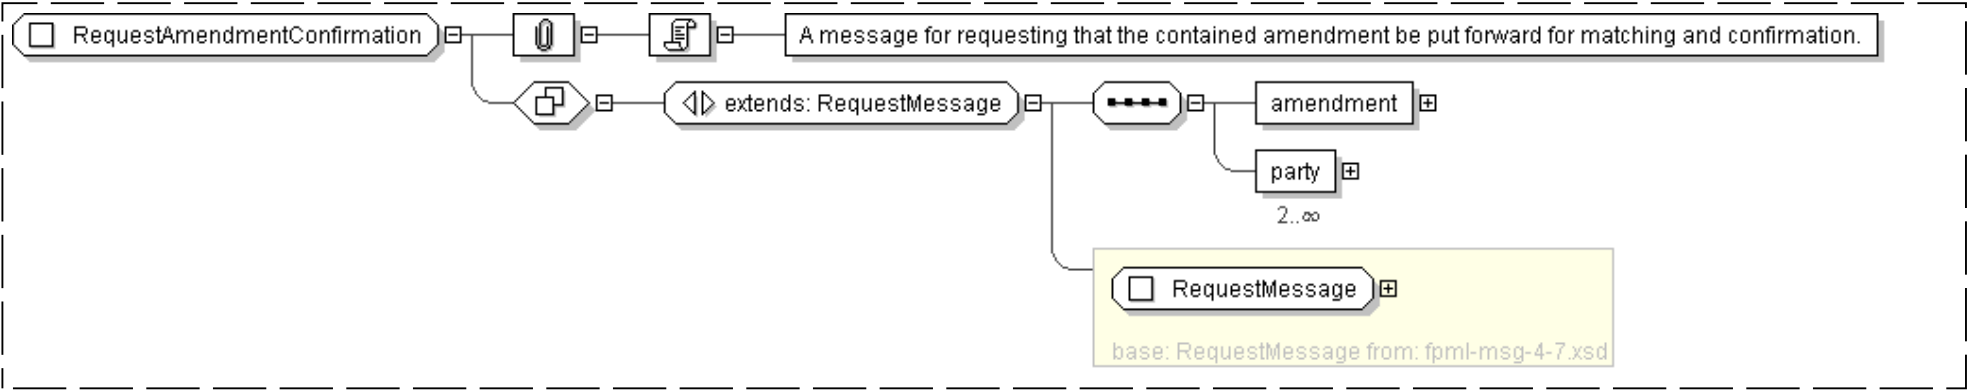 RequestAmendmentConfirmation
A message for requesting that the contained amendment be put forward for matching and confirmation.
extends: RequestMessage
amendment
party
2..∞
RequestMessage
base: RequestMessage from: fpml-msg-4-7.xsd